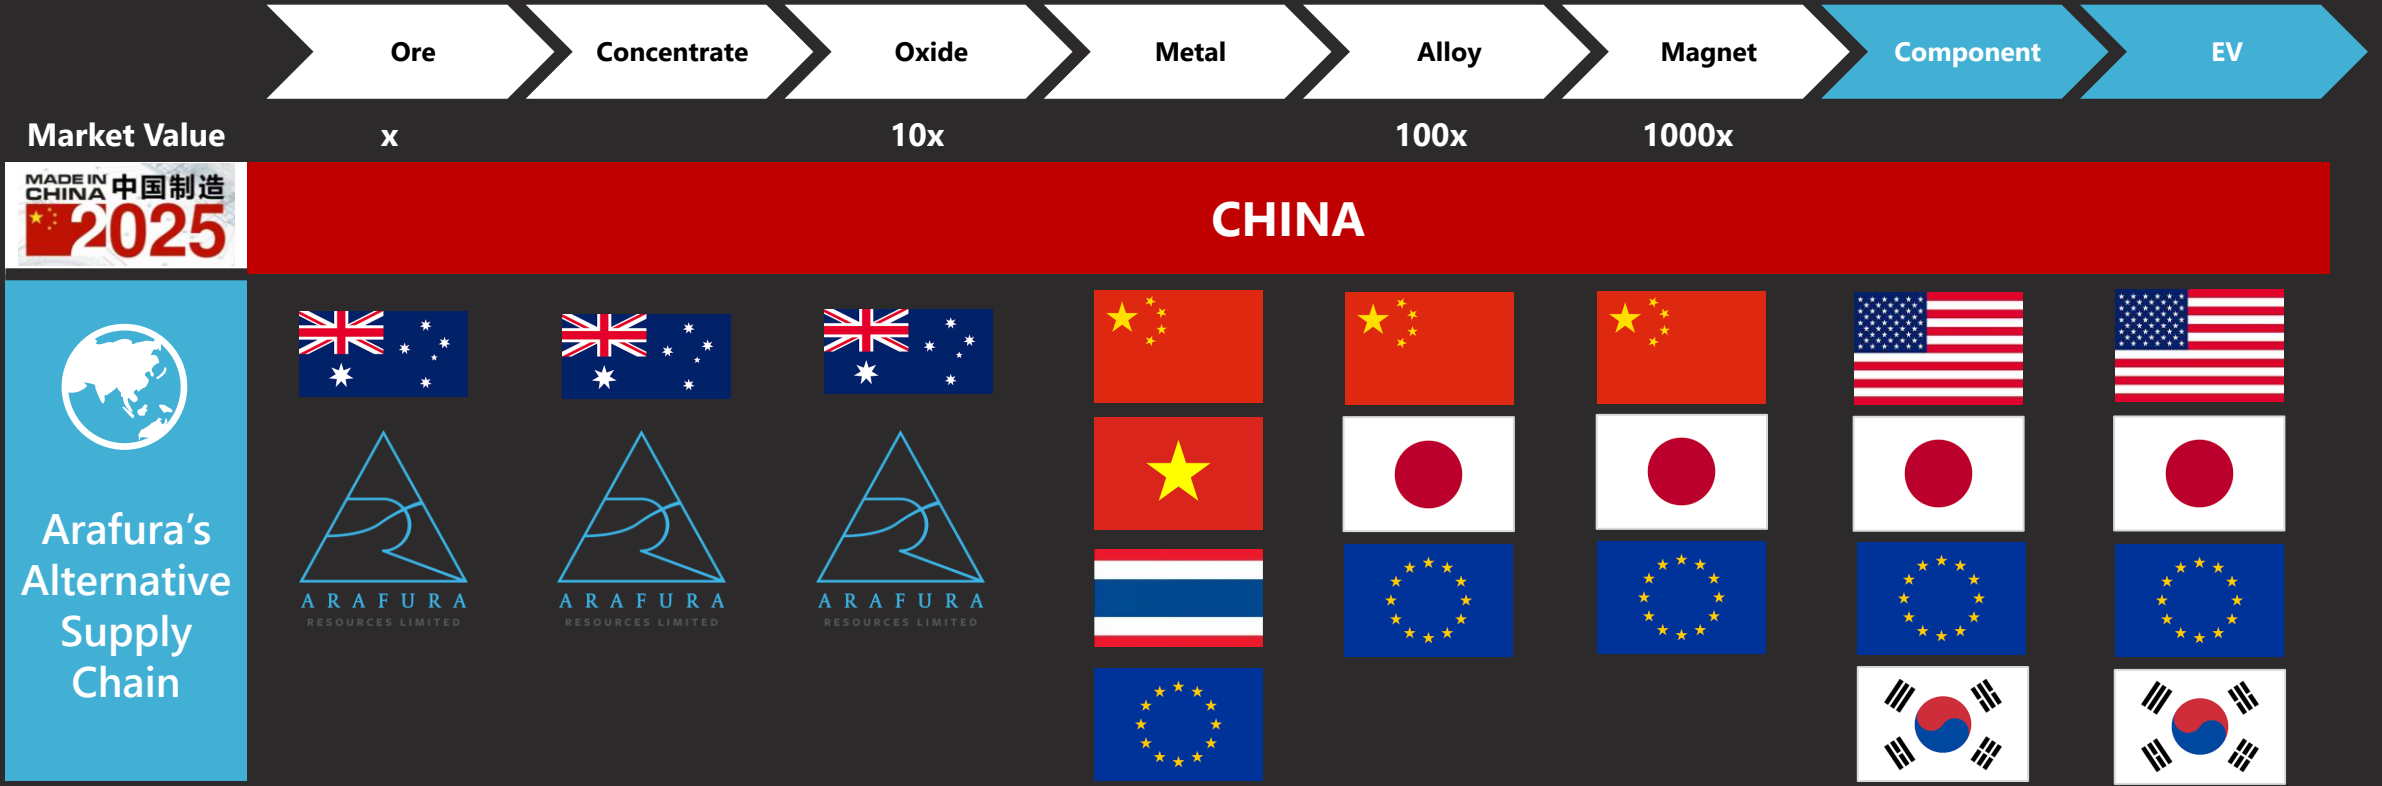 Ore Concentrate Oxide Metal Alloy Magnet Component EV
Market Value x 10x 100x 1000x
MADE IN
CHINA 中国制造
2025
CHINA
Arafura’s
Alternative
Supply
Chain
ARAFURA ARAFURA ARAFURA
RESOURCES LIMITED RESOURCES LIMITED RESOURCES LIMITED